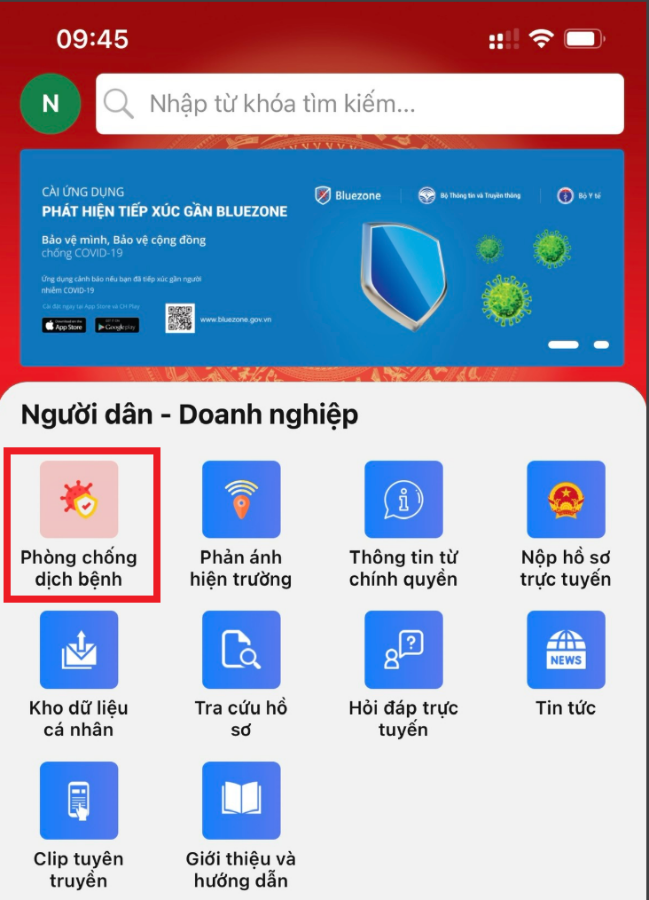 09:45
N
Nhập từ khóa tìm kiếm...
CÀI ỨNG DỤNG
PHÁT HIỆN TIẾP XÚC GẦN BLUEZONE
Bluezone
Bộ Thông tin và Truyền thông
Bộ Y tế
Bảo vệ mình, Bảo vệ cộng đồng
chống COVID-19
Ứng dụng cảnh báo nếu bạn đã tiếp xúc gần người
nhiễm COVID-19
Cài đặt ngay tại App Store và CH Play
App Store
Google play
www.bluezone.gov.vn
Người dân - Doanh nghiệp
Phòng chống
dịch bệnh
Phản ánh
hiện trường
Thông tin từ
chính quyền
Nộp hồ sơ
trực tuyến
Kho dữ liệu
cá nhân
Tra cứu hồ
sơ
Hỏi đáp trực
tuyến
NEWS
Tin tức
Clip tuyên
truyền
Giới thiệu và
hướng dẫn